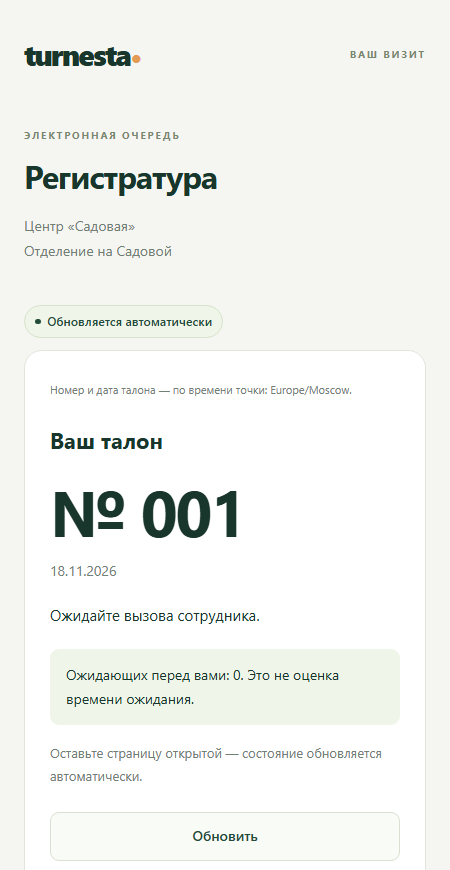 turnesta
ВАШ ВИЗИТ
ЭЛЕКТРОННАЯ ОЧЕРЕДЬ
Регистратура
Центр «Садовая»
Отделение на Садовой
Обновляется автоматически
Номер и дата талона — по времени точки: Europe/Moscow.
Ваш талон
№ 001
18.11.2026
Ожидайте вызова сотрудника.
Ожидающих перед вами: 0. Это не оценка
времени ожидания.
Оставьте страницу открытой — состояние обновляется
автоматически.
Обновить